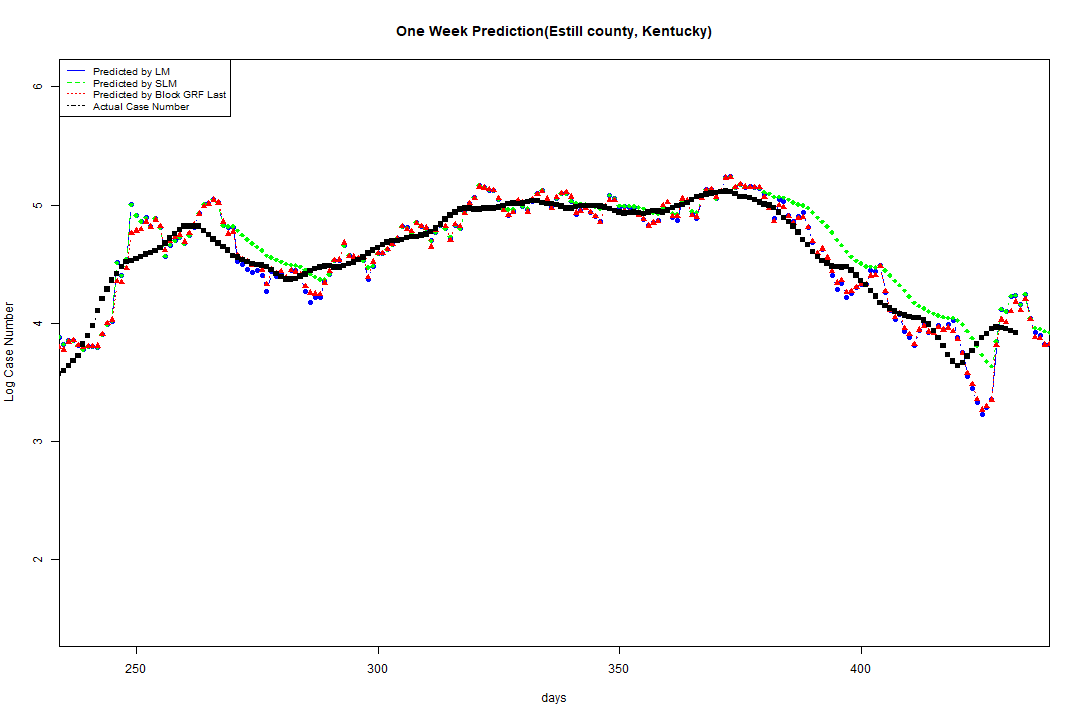 One Week Prediction(Estill county, Kentucky)
Predicted by LM
Predicted by SLM
Predicted by Block GRF Last
Actual Case Number
6
5
4
3
2
Log Case Number
250
300
350
400
days